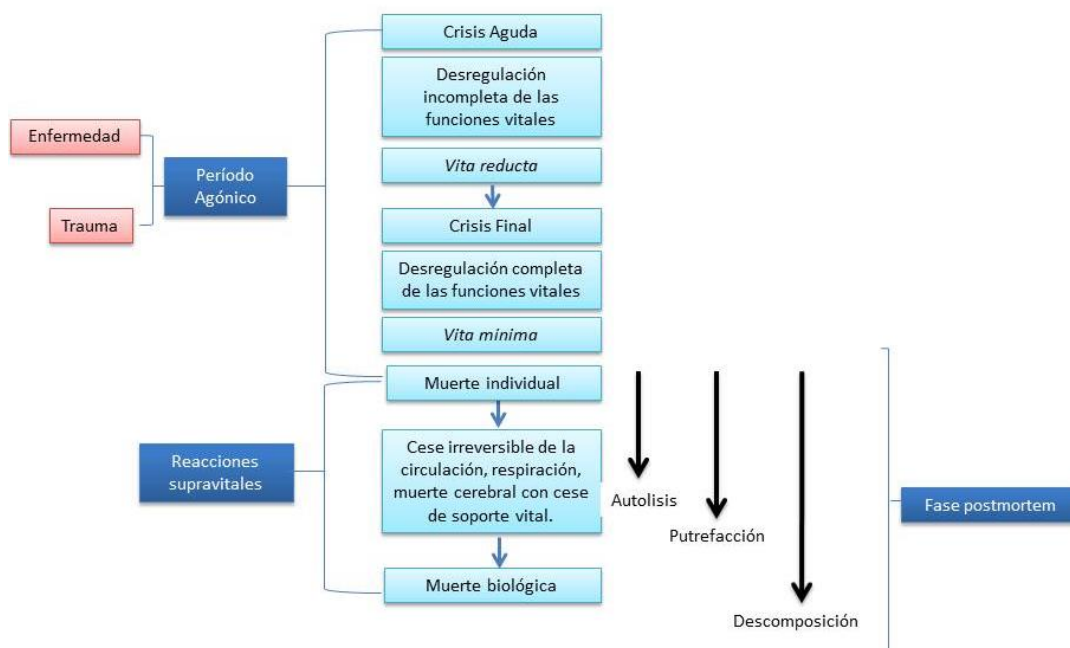 Crisis Aguda
Desregulación
incompleta de las
funciones vitales
Enfermedad
Vita reducta
Período
Agónico
Trauma
Crisis Final
Desregulación completa
de las funciones vitales
Vita mínima
Muerte individual
Reacciones
supravitales
Cese irreversible de la
circulación, respiración,
muerte cerebral con cese
de soporte vital.
Autolisis
Putrefacción
Fase postmortem
Muerte biológica
Descomposición